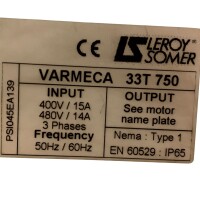 CE LS LEROY
SOMER
VARMECA 33T 750
INPUT
400V / 15A
480V / 14A
3 Phases
Frequency
50Hz / 60Hz
OUTPUT
See motor
name plate
Nema : Type 1
EN 60529 : IP65
PSI045EA139